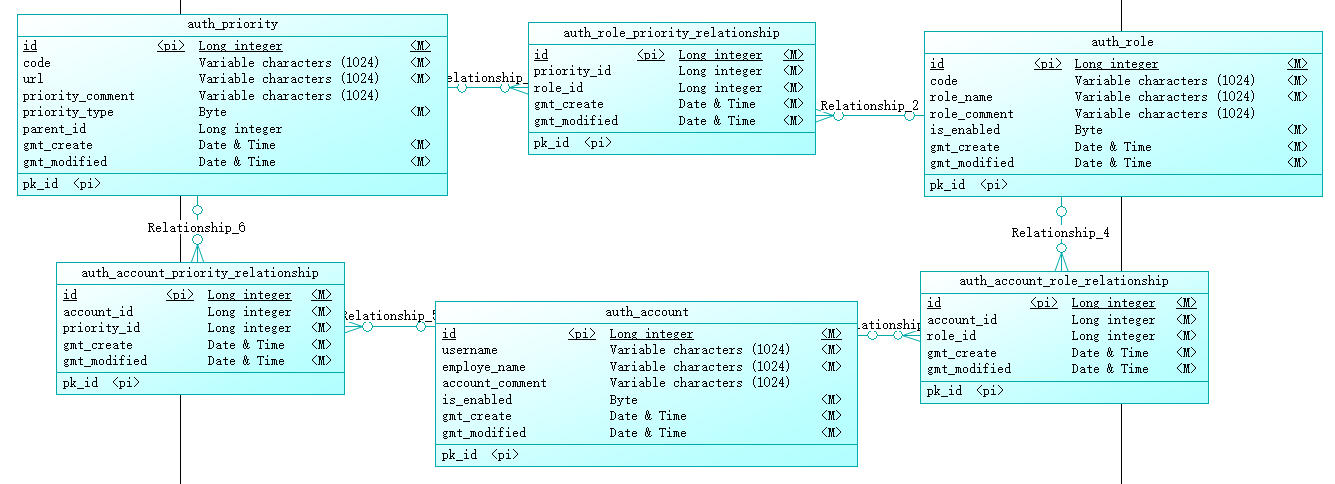 auth_priority
id <pi> Long integer <M>
code Variable characters (1024) <M>
url Variable characters (1024) <M>
priority_comment Variable characters (1024)
priority_type Byte <M>
parent_id Long integer
gmt_create Date & Time <M>
gmt_modified Date & Time <M>
pk_id <pi>
elationship_
auth_role_priority_relationship
id <pi> Long integer <M>
priority_id Long integer <M>
role_id Long integer <M>
gmt_create Date & Time <M>
gmt_modified Date & Time <M>
pk_id <pi>
Relationship_2
auth_role
id <pi> Long integer <M>
code Variable characters (1024) <M>
role_name Variable characters (1024) <M>
role_comment Variable characters (1024)
is_enabled Byte <M>
gmt_create Date & Time <M>
gmt_modified Date & Time <M>
pk_id <pi>
Relationship_6
Relationship_4
auth_account_priority_relationship
id <pi> Long integer <M>
account_id Long integer <M>
priority_id Long integer <M>
gmt_create Date & Time <M>
gmt_modified Date & Time <M>
pk_id <pi>
Relationship_5
auth_account
id <pi> Long integer <M>
username Variable characters (1024) <M>
employe_name Variable characters (1024) <M>
account_comment Variable characters (1024)
is_enabled Byte <M>
gmt_create Date & Time <M>
gmt_modified Date & Time <M>
pk_id <pi>
lationship
auth_account_role_relationship
id <pi> Long integer <M>
account_id Long integer <M>
role_id Long integer <M>
gmt_create Date & Time <M>
gmt_modified Date & Time <M>
pk_id <pi>